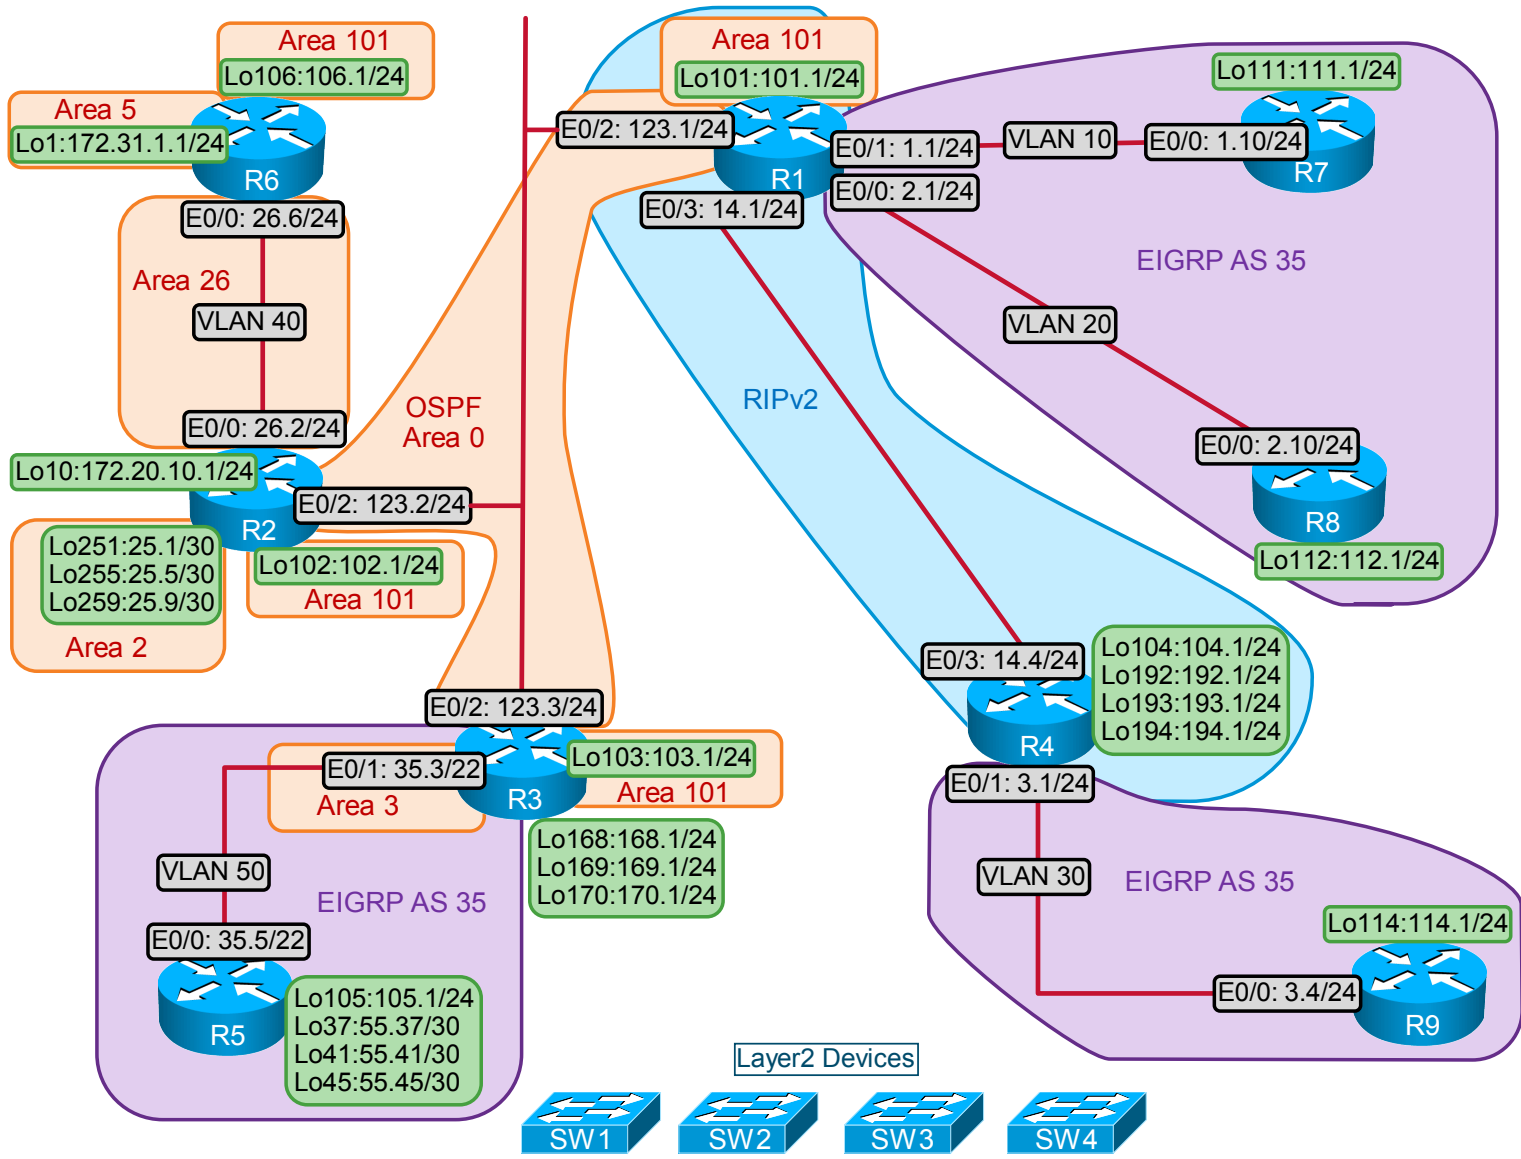 Area 101
Lo106:106.1/24
Area 5
Lo1:172.31.1.1/24
R6
E0/0: 26.6/24
Area 26
VLAN 40
E0/0: 26.2/24
Lo10:172.20.10.1/24
R2
E0/2: 123.2/24
Lo251:25.1/30
Lo255:25.5/30
Lo259:25.9/30
Area 2
Lo102:102.1/24
Area 101
OSPF
Area 0
Area 101
Lo101:101.1/24
E0/2: 123.1/24
R1
E0/1: 1.1/24
E0/0: 2.1/24
E0/3: 14.1/24
VLAN 10
Lo111:111.1/24
E0/0: 1.10/24
R7
EIGRP AS 35
VLAN 20
E0/0: 2.10/24
R8
Lo112:112.1/24
RIPv2
E0/3: 14.4/24
R4
Lo104:104.1/24
Lo192:192.1/24
Lo193:193.1/24
Lo194:194.1/24
E0/1: 3.1/24
VLAN 30
EIGRP AS 35
Lo114:114.1/24
E0/0: 3.4/24
R9
E0/2: 123.3/24
E0/1: 35.3/22
Area 3
R3
Lo103:103.1/24
Area 101
Lo168:168.1/24
Lo169:169.1/24
Lo170:170.1/24
VLAN 50
EIGRP AS 35
E0/0: 35.5/22
R5
Lo105:105.1/24
Lo37:55.37/30
Lo41:55.41/30
Lo45:55.45/30
Layer2 Devices
SW1
SW2
SW3
SW4